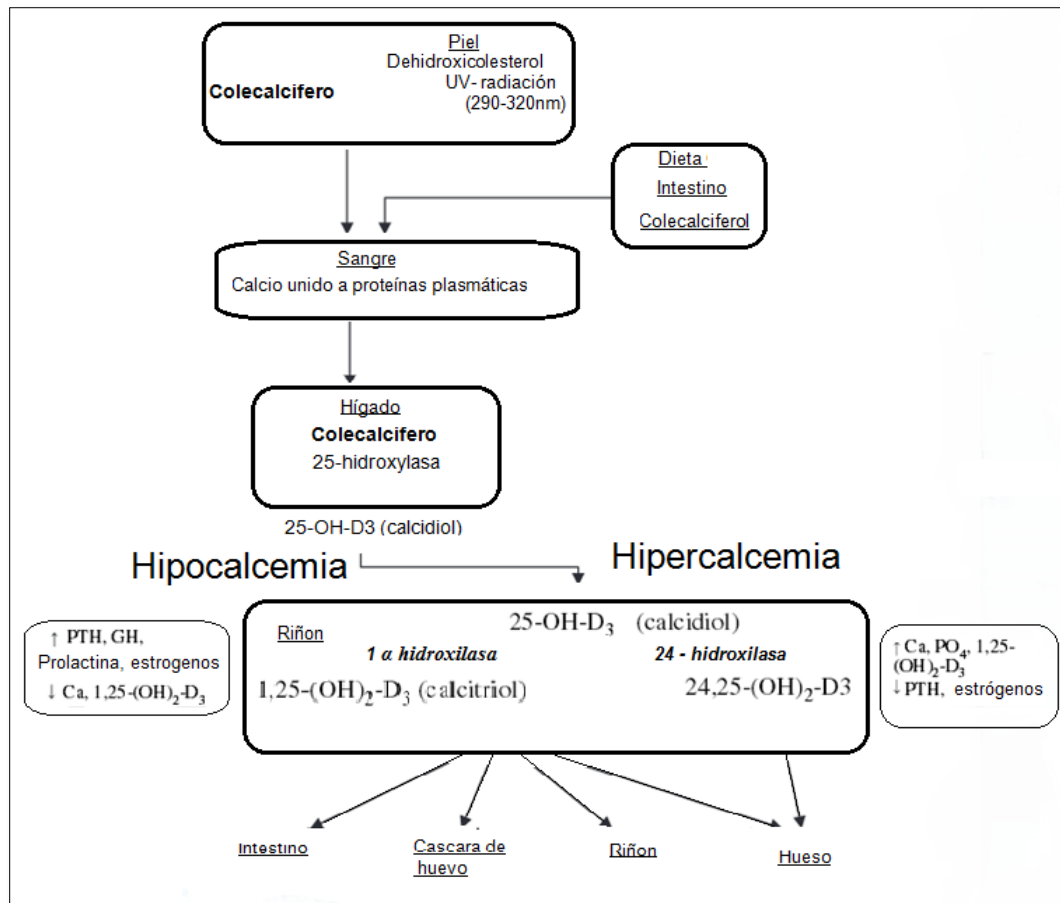 Piel
Dehidroxicolesterol
UV- radiación
Colecalcifero
(290-320nm)
Dieta
Intestino
Colecalciferol
Sangre
Calcio unido a proteínas plasmáticas
Hígado
Colecalcifero
25-hidroxylasa
25-OH-D3 (calcidiol)
Hipocalcemia
Hipercalcemia
↑ PTH, GH,
Prolactina, estrogenos
↓ Ca, 1,25-(OH)₂-D₃
Riñon
25-OH-D₃ (calcidiol)
1 α hidroxilasa
24 - hidroxilasa
1,25-(OH)₂-D₃ (calcitriol)
24,25-(OH)₂-D3
↑ Ca, PO₄, 1,25-
(OH)₂-D₃
↓ PTH, estrógenos
Intestino
Cascara de
huevo
Riñon
Hueso